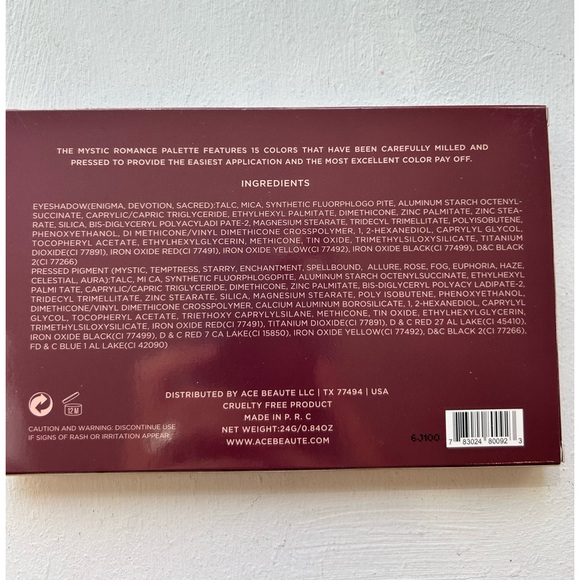 THE MYSTIC ROMANCE PALETTE FEATURES 15 COLORS THAT HAVE BEEN CAREFULLY MILLED AND
PRESSED TO PROVIDE THE EASIEST APPLICATION AND THE MOST EXCELLENT COLOR PAY OFF.
INGREDIENTS
EYESHADOW(ENIGMA, DEVOTION, SACRED):TALC, MICA, SYNTHETIC FLUORPHLOGO PITE, ALUMINUM STARCH OCTENYL-
SUCCINATE, CAPRYLIC/CAPRIC TRIGLYCERIDE, ETHYLHEXYL PALMITATE, DIMETHICONE, ZINC PALMITATE, ZINC STEA-
RATE, SILICA, BIS-DIGLYCERYL POLYACYLADI PATE-2, MAGNESIUM STEARATE, TRIDECYL TRIMELLITATE, POLYISOBUTENE,
PHENOXYETHANOL, DI METHICONE/VINYL DIMETHICONE CROSSPOLYMER, 1, 2-HEXANEDIOL, CAPRYLYL GLYCOL,
TOCOPHERYL ACETATE, ETHYLHEXYLGLYCERIN, METHICONE, TIN OXIDE, TRIMETHYLSILOXYSILICATE, TITANIUM
DIOXIDE(CI 77891), IRON OXIDE RED(CI 77491), IRON OXIDE YELLOW(CI 77492), IRON OXIDE BLACK(CI 77499), D&C BLACK
2(CI 77266)
PRESSED PIGMENT (MYSTIC, TEMPTRESS, STARRY, ENCHANTMENT, SPELLBOUND, ALLURE, ROSE, FOG, EUPHORIA, HAZE,
CELESTIAL, AURA):TALC, MI CA, SYNTHETIC FLUORPHLOGOPITE, ALUMINUM STARCH OCTENYLSUCCINATE, ETHYLHEXYL
PALMI TATE, CAPRYLIC/CAPRIC TRIGLYCERIDE, DIMETHICONE, ZINC PALMITATE, BIS-DIGLYCERYL POLYACY LADIPATE-2,
TRIDECYL TRIMELLITATE, ZINC STEARATE, SILICA, MAGNESIUM STEARATE, POLY ISOBUTENE, PHENOXYETHANOL,
DIMETHICONE/VINYL DIMETHICONE CROSSPOLYMER, CALCIUM ALUMINUM BOROSILICATE, 1, 2-HEXANEDIOL, CAPRYLYL
GLYCOL, TOCOPHERYL ACETATE, TRIETHOXY CAPRYLYLSILANE, METHICONE, TIN OXIDE, ETHYLHEXYLGLYCERIN,
TRIMETHYLSILOXYSILICATE, IRON OXIDE RED(CI 77491), TITANIUM DIOXIDE(CI 77891), D & C RED 27 AL LAKE(CI 45410),
IRON OXIDE BLACK(CI 77499), D & C RED 7 CA LAKE(CI 15850), IRON OXIDE YELLOW(CI 77492), D&C BLACK 2(CI 77266),
FD & C BLUE 1 AL LAKE(CI 42090)
12 M
CAUTION AND WARNING: DISCONTINUE USE
IF SIGNS OF RASH OR IRRITATION APPEAR.
DISTRIBUTED BY ACE BEAUTE LLC | TX 77494 | USA
CRUELTY FREE PRODUCT
MADE IN P. R. C
NET WEIGHT:24G/0.84OZ
WWW.ACEBEAUTE.COM
6J100
7 83024 80092 3